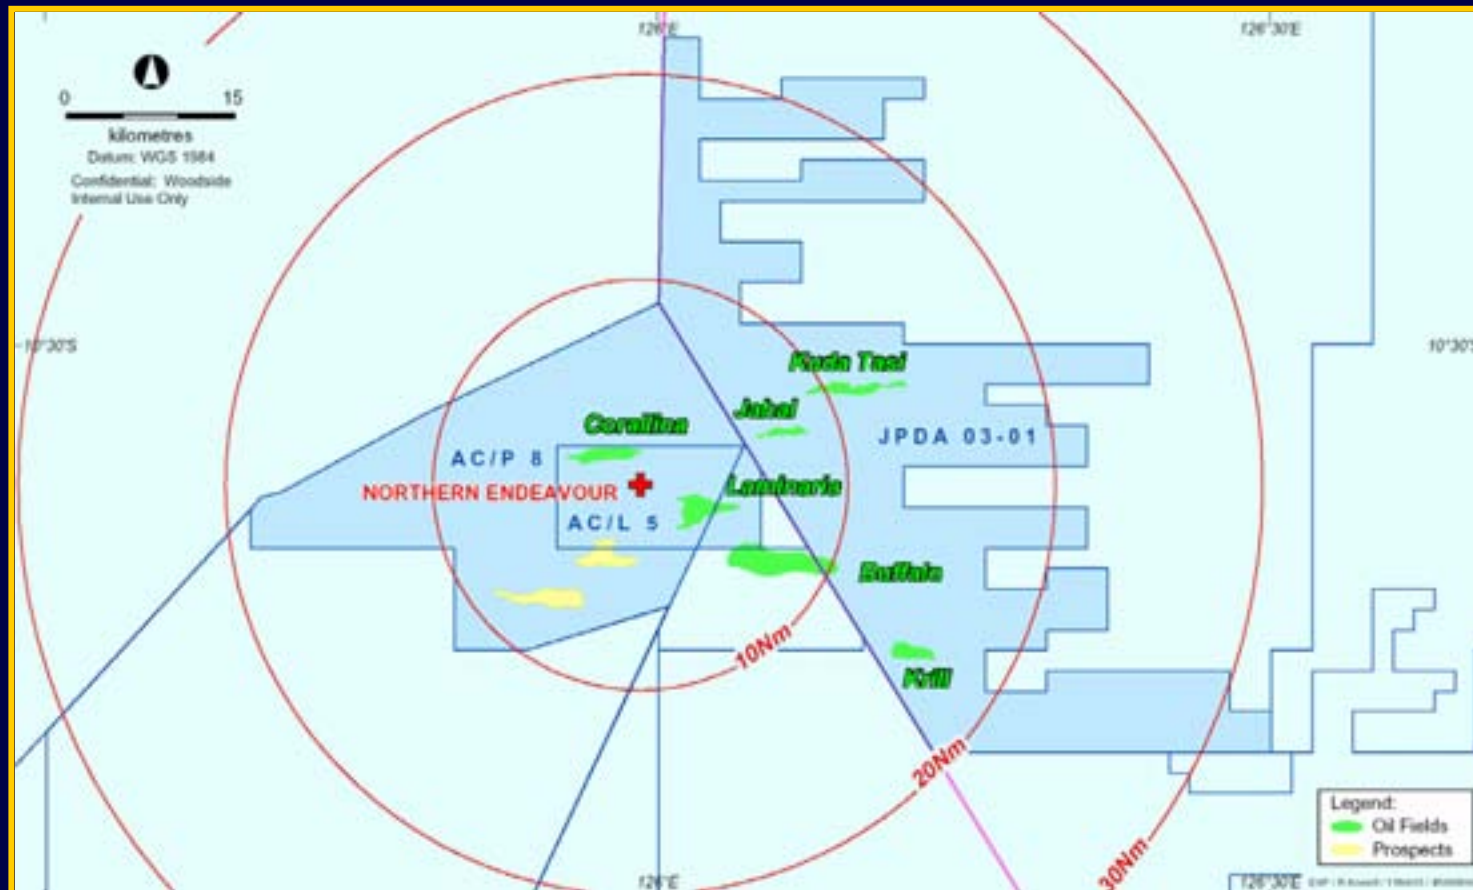 126°E
126°30'E
0 15
kilometres
Datum: WGS 1984
Confidential: Woodside
Internal Use Only
10°30'S
10°30'S
Kuda Tasi
Jahal
Corallina
JPDA 03-01
AC/P 8
Laminaria
NORTHERN ENDEAVOUR
AC/L 5
Buffalo
10Nm
Krill
20Nm
Legend:
Oil Fields
Prospects
30Nm
126°E
126°30'E